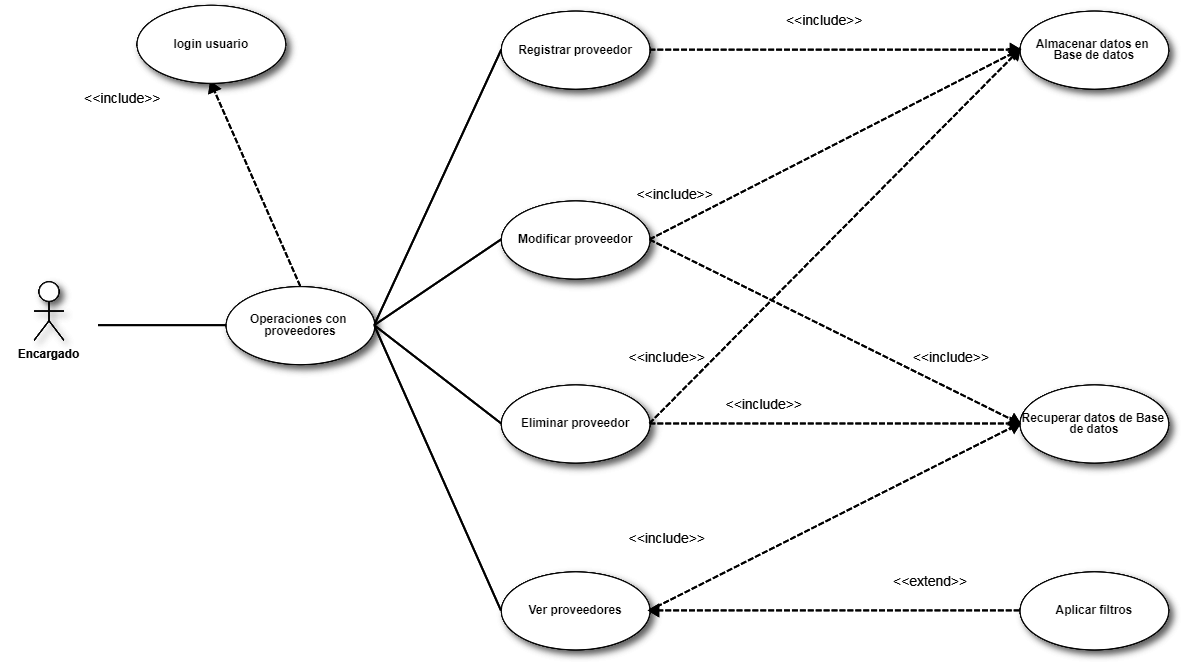 login usuario
<<include>>
Registrar proveedor
<<include>>
Almacenar datos en
Base de datos
<<include>>
Modificar proveedor
Operaciones con
proveedores
Encargado
<<include>>
<<include>>
<<include>>
Eliminar proveedor
Recuperar datos de Base
de datos
<<include>>
<<extend>>
Ver proveedores
Aplicar filtros